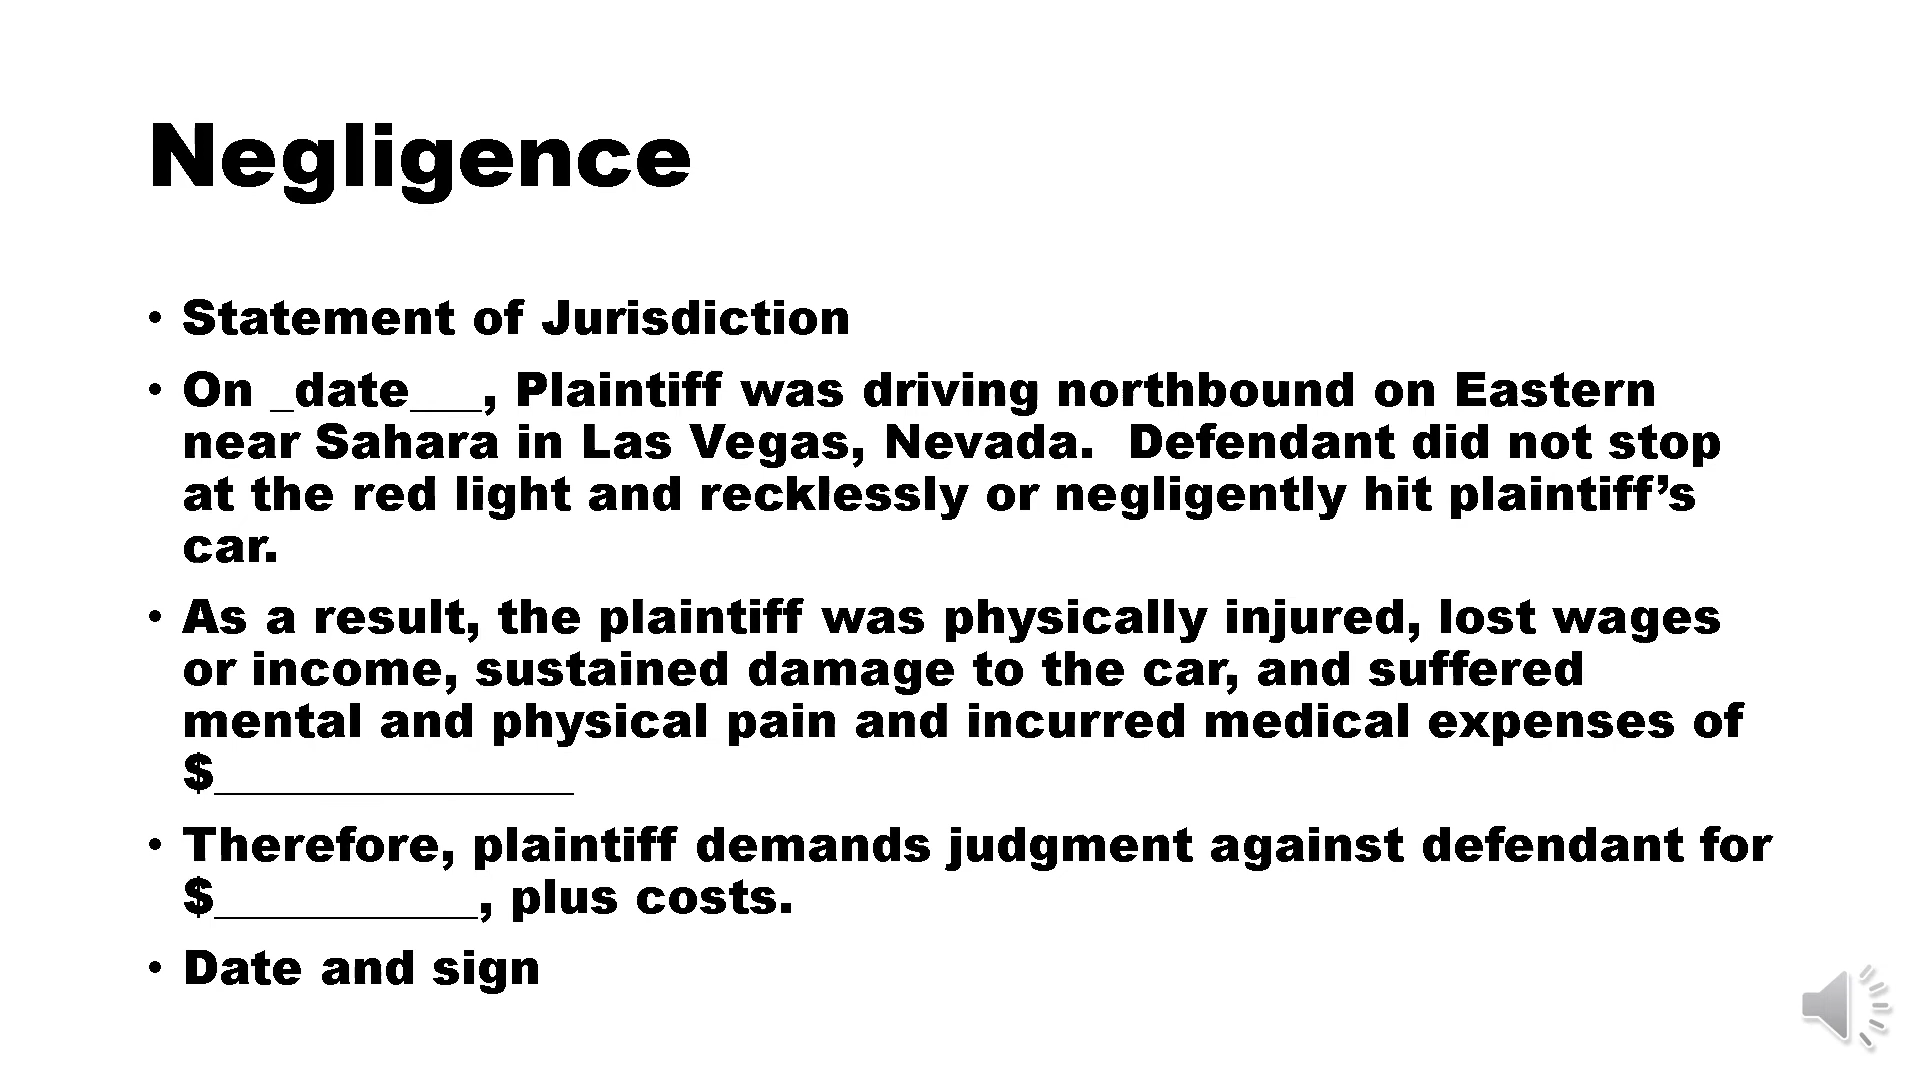 Negligence
• Statement of Jurisdiction
• On _date___, Plaintiff was driving northbound on Eastern
near Sahara in Las Vegas, Nevada.  Defendant did not stop
at the red light and recklessly or negligently hit plaintiff’s
car.
• As a result, the plaintiff was physically injured, lost wages
or income, sustained damage to the car, and suffered
mental and physical pain and incurred medical expenses of
$_______________
• Therefore, plaintiff demands judgment against defendant for
$___________, plus costs.
• Date and sign